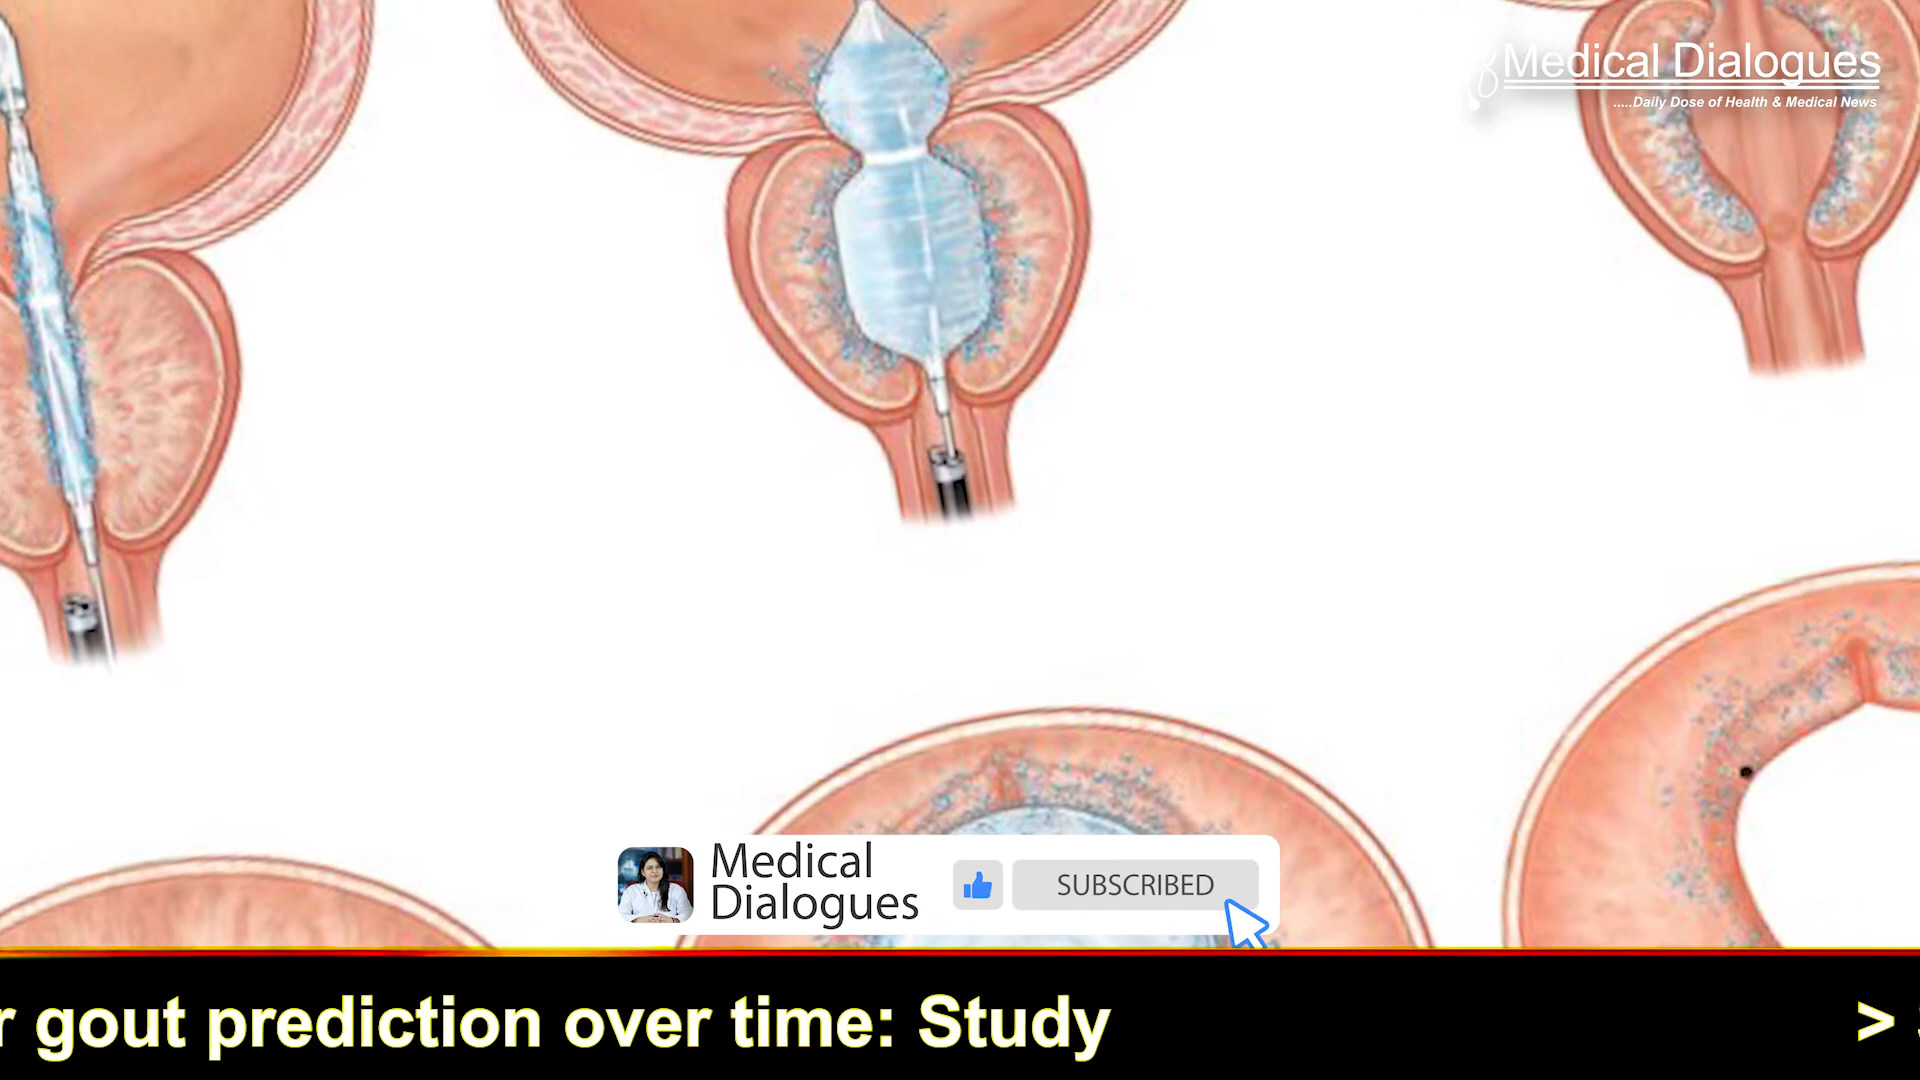 Medical Dialogues
.....Daily Dose of Health & Medical News
Medical
Dialogues
SUBSCRIBED
r gout prediction over time: Study
>